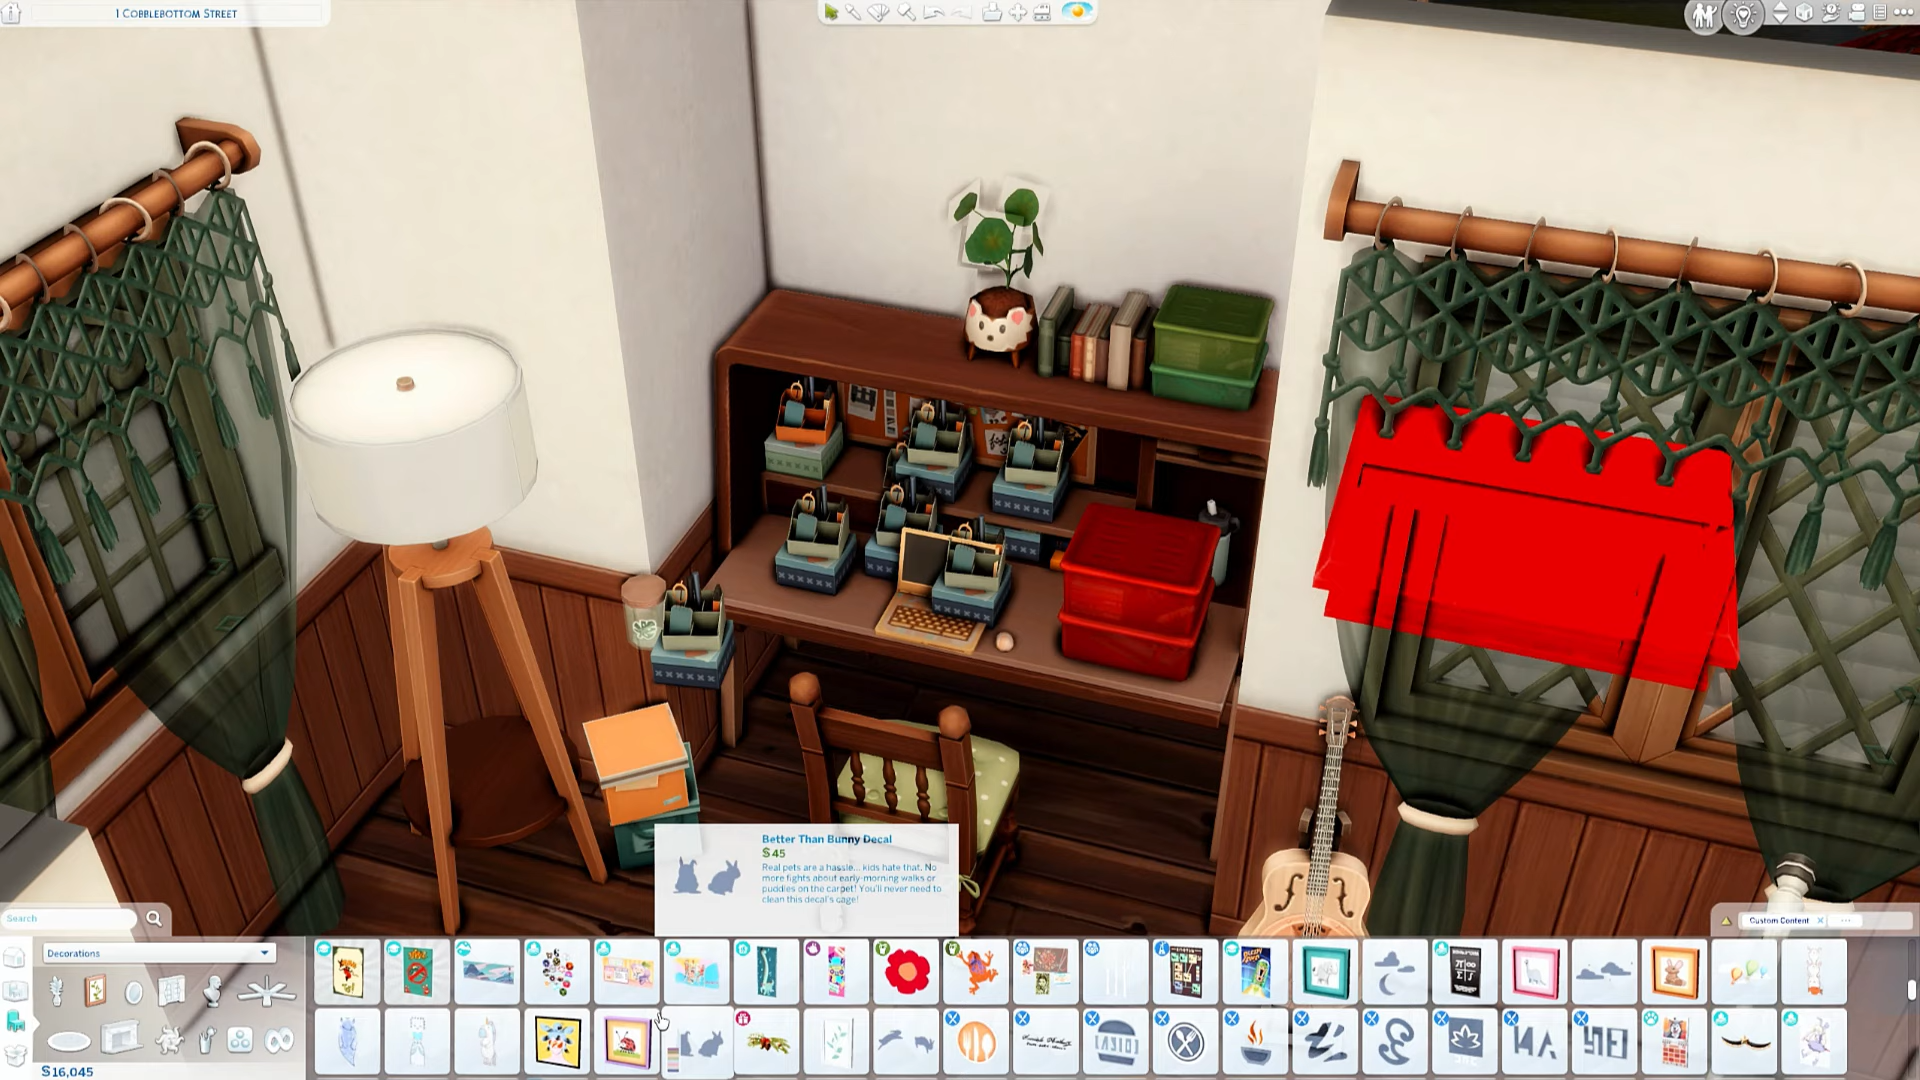 1 Cobblebottom Street
Better Than Bunny Decal
$45
Real pets are a hassle... kids hate that. No
more fights about early-morning walks or
puddles on the carpet! You'll never need to
clean this decal's cage!
Search
Custom Content
Decorations
$16,045